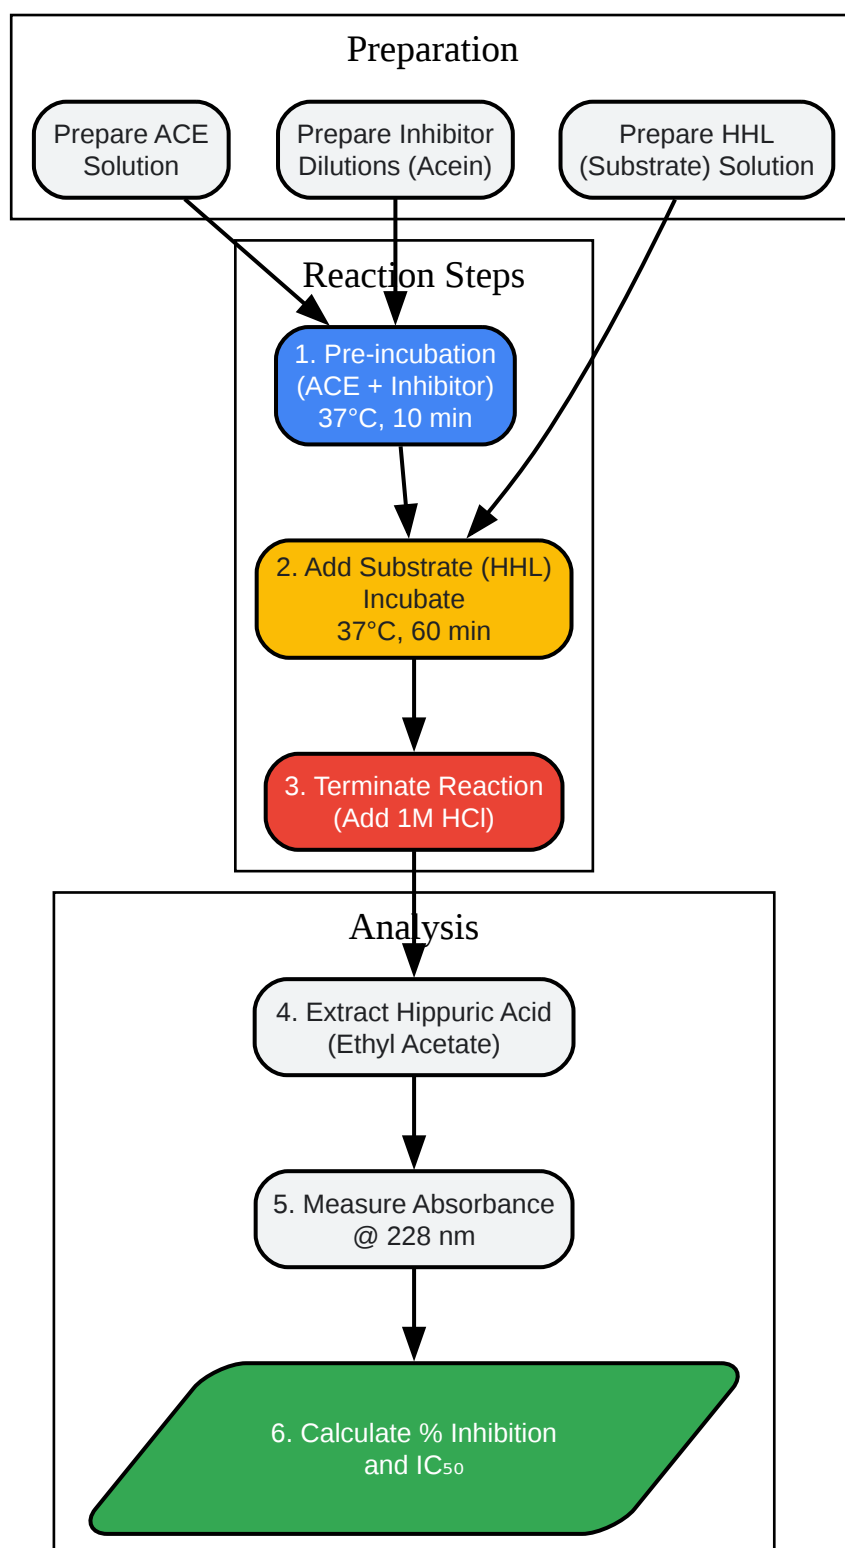 Preparation
Prepare ACE
Solution
Prepare Inhibitor
Dilutions (Acein)
Prepare HHL
(Substrate) Solution
Reaction Steps
1. Pre-incubation
(ACE + Inhibitor)
37°C, 10 min
2. Add Substrate (HHL)
Incubate
37°C, 60 min
3. Terminate Reaction
(Add 1M HCl)
Analysis
4. Extract Hippuric Acid
(Ethyl Acetate)
5. Measure Absorbance
@ 228 nm
6. Calculate % Inhibition
and IC₅₀